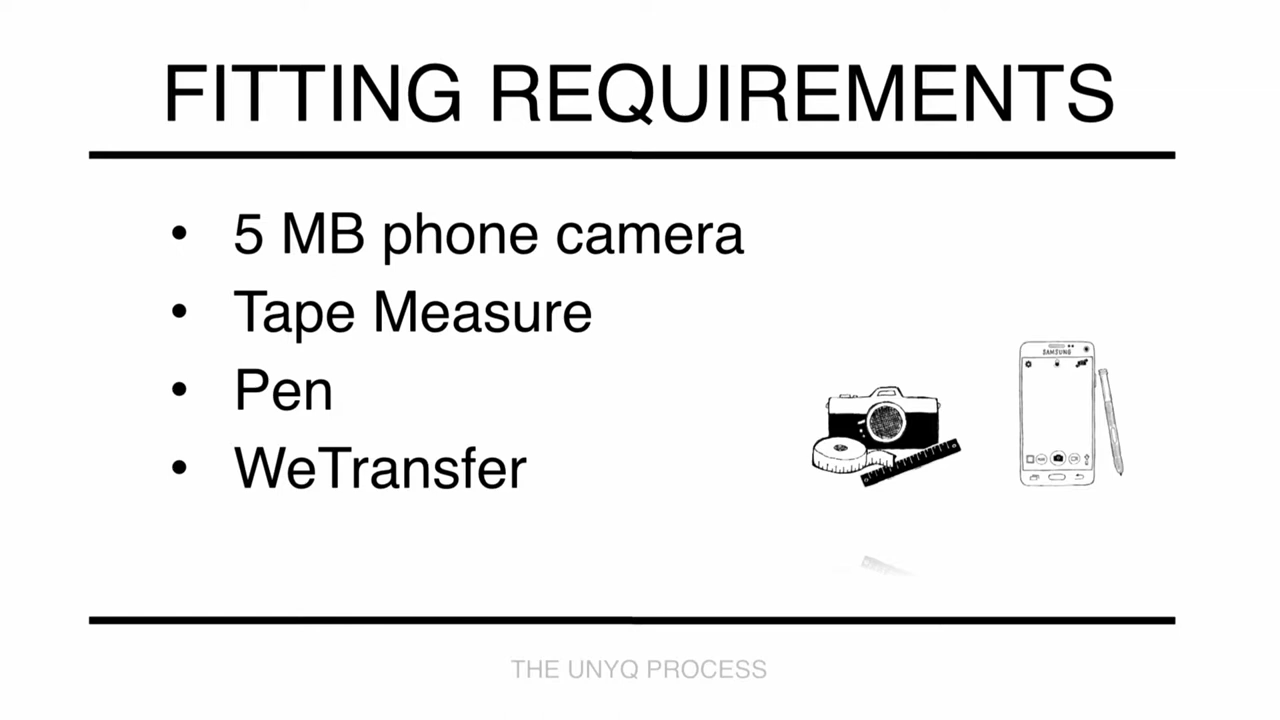 FITTING REQUIREMENTS
• 5 MB phone camera
• Tape Measure
• Pen
• WeTransfer
SAMSUNG
THE UNYQ PROCESS